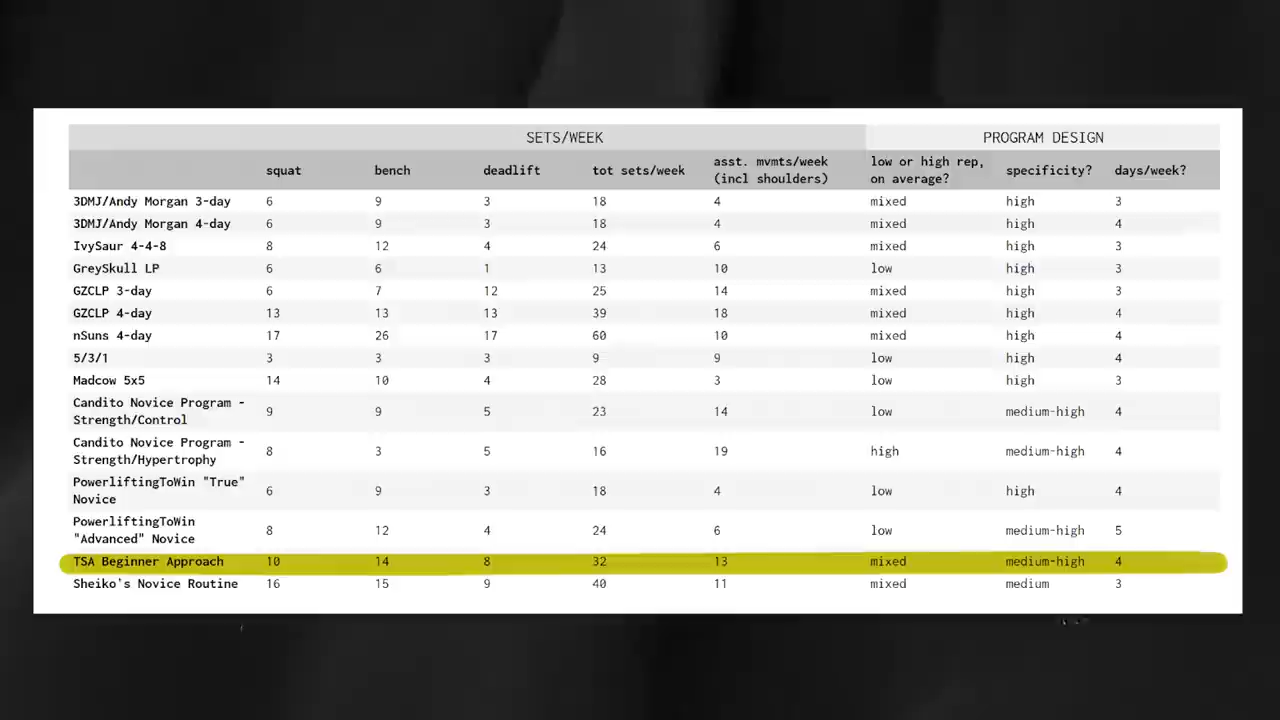 SETS/WEEK PROGRAM DESIGN
squat bench deadlift tot sets/week asst. mvmts/week (incl shoulders) low or high rep, on average? specificity? days/week?
3DMJ/Andy Morgan 3-day 6 9 3 18 4 mixed high 3
3DMJ/Andy Morgan 4-day 6 9 3 18 4 mixed high 4
IvySaur 4-4-8 8 12 4 24 6 mixed high 3
GreySkull LP 6 6 1 13 10 low high 3
GZCLP 3-day 6 7 12 25 14 mixed high 3
GZCLP 4-day 13 13 13 39 18 mixed high 4
nSuns 4-day 17 26 17 60 10 mixed high 4
5/3/1 3 3 3 9 9 low high 4
Madcow 5x5 14 10 4 28 3 low high 3
Candito Novice Program - Strength/Control 9 9 5 23 14 low medium-high 4
Candito Novice Program - Strength/Hypertrophy 8 3 5 16 19 high medium-high 4
PowerliftingToWin "True" Novice 6 9 3 18 4 low high 4
PowerliftingToWin "Advanced" Novice 8 12 4 24 6 low medium-high 5
TSA Beginner Approach 10 14 8 32 13 mixed medium-high 4
Sheiko's Novice Routine 16 15 9 40 11 mixed medium 3